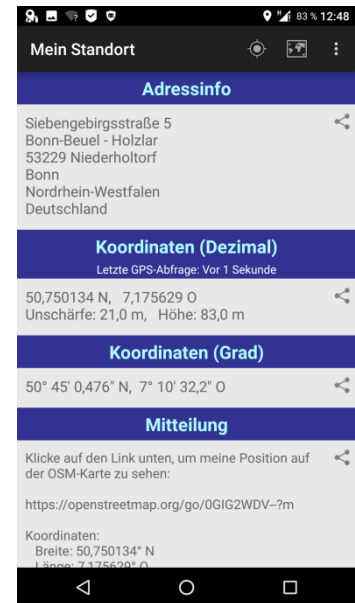 83 % 12:48
Mein Standort
Adressinfo
Siebengebirgsstraße 5
Bonn-Beuel - Holzlar
53229 Niederholtorf
Bonn
Nordrhein-Westfalen
Deutschland
Koordinaten (Dezimal)
Letzte GPS-Abfrage: Vor 1 Sekunde
50,750134 N, 7,175629 O
Unschärfe: 21,0 m, Höhe: 83,0 m
Koordinaten (Grad)
50° 45' 0,476" N, 7° 10' 32,2" O
Mitteilung
Klicke auf den Link unten, um meine Position auf
der OSM-Karte zu sehen:
https://openstreetmap.org/go/0GIG2WDV--?m
Koordinaten:
Breite: 50,750134° N
Länge: 7,175629° O